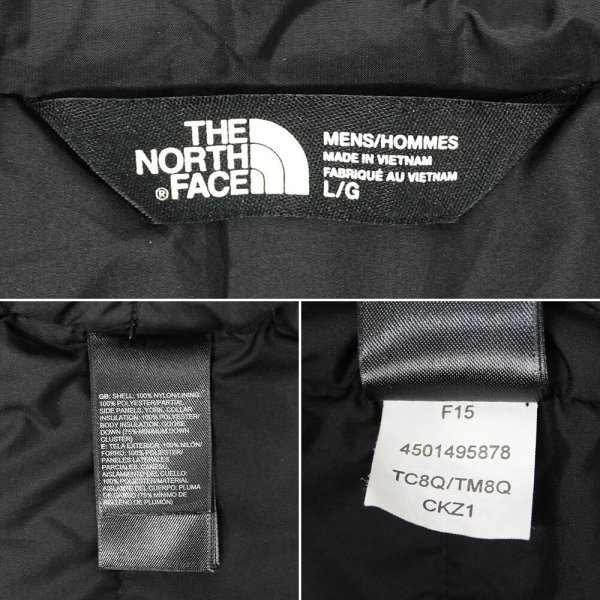 THE
NORTH
FACE
®
MENS/HOMMES
MADE IN VIETNAM
FABRIQUÉ AU VIETNAM
L/G
GB: SHELL: 100% NYLON/LINING:
100% POLYESTER/PARTIAL
SIDE PANELS, YORK COLLAR
INSULATION: 100% POLYESTER/
BODY INSULATION: GOOSE
DOWN (75% MINIMUM DOWN
CLUSTER)
E: TELA EXTERIOR: 100% NILÓN/
FORRO: 100% POLIÉSTER/
PANELES LATERALES
PARCIALES, CANESÚ,
AISLAMIENTO DEL CUELLO:
100% POLIÉSTER/MATERIAL
AISLANTE DEL CUERPO: PLUMA
DE GANSO (75% MÍNIMO DE
RELLENO DE PLUMÓN)
F15
4501495878
TC8Q/TM8Q
CKZ1